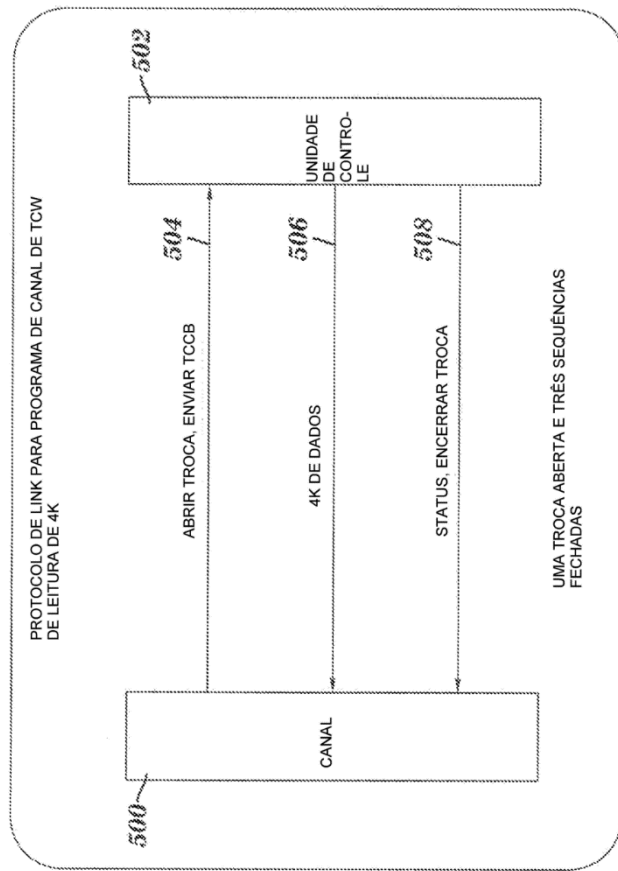 PROTOCOLO DE LINK PARA PROGRAMA DE CANAL DE TCW
DE LEITURA DE 4K
500
CANAL
502
UNIDADE
DE
CONTRO-
LE
ABRIR TROCA, ENVIAR TCCB
504
4K DE DADOS
506
STATUS, ENCERRAR TROCA
508
UMA TROCA ABERTA E TRÊS SEQUÊNCIAS
FECHADAS